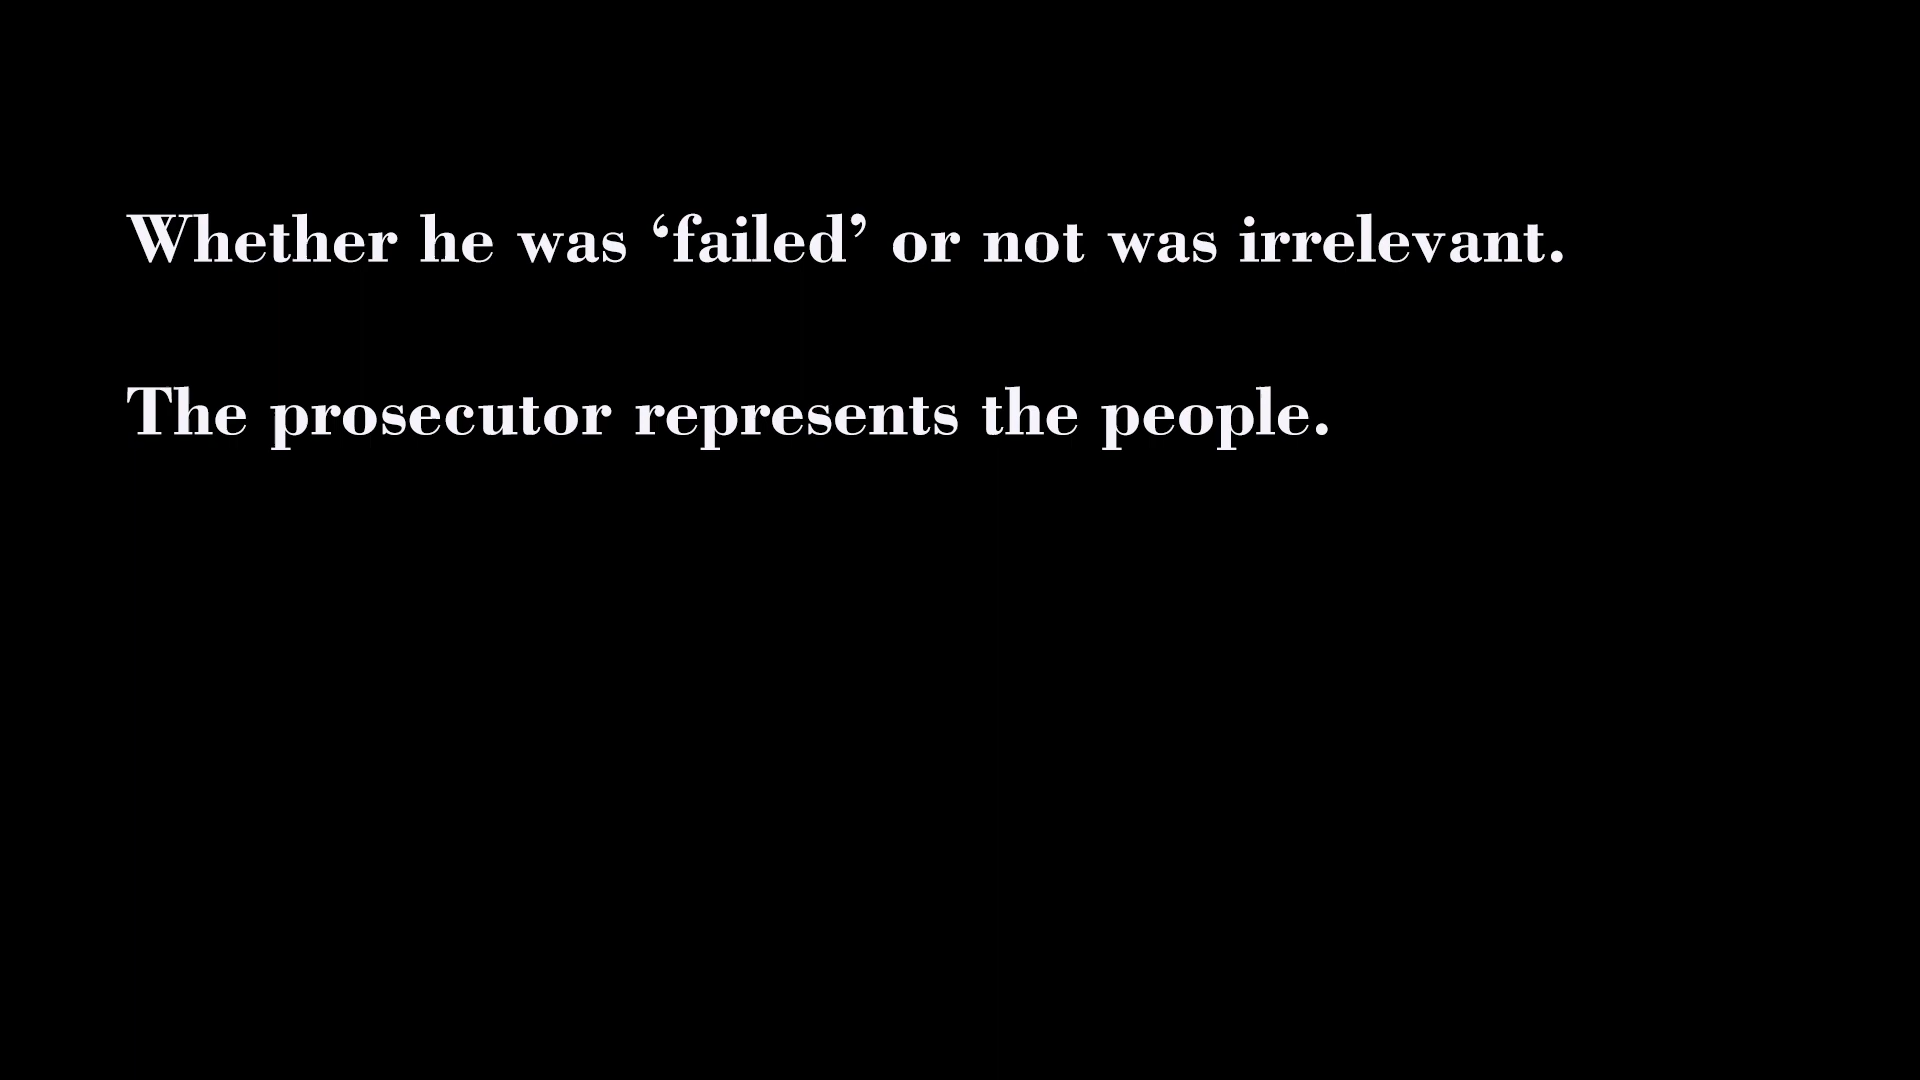 Whether he was ‘failed’ or not was irrelevant.
The prosecutor represents the people.